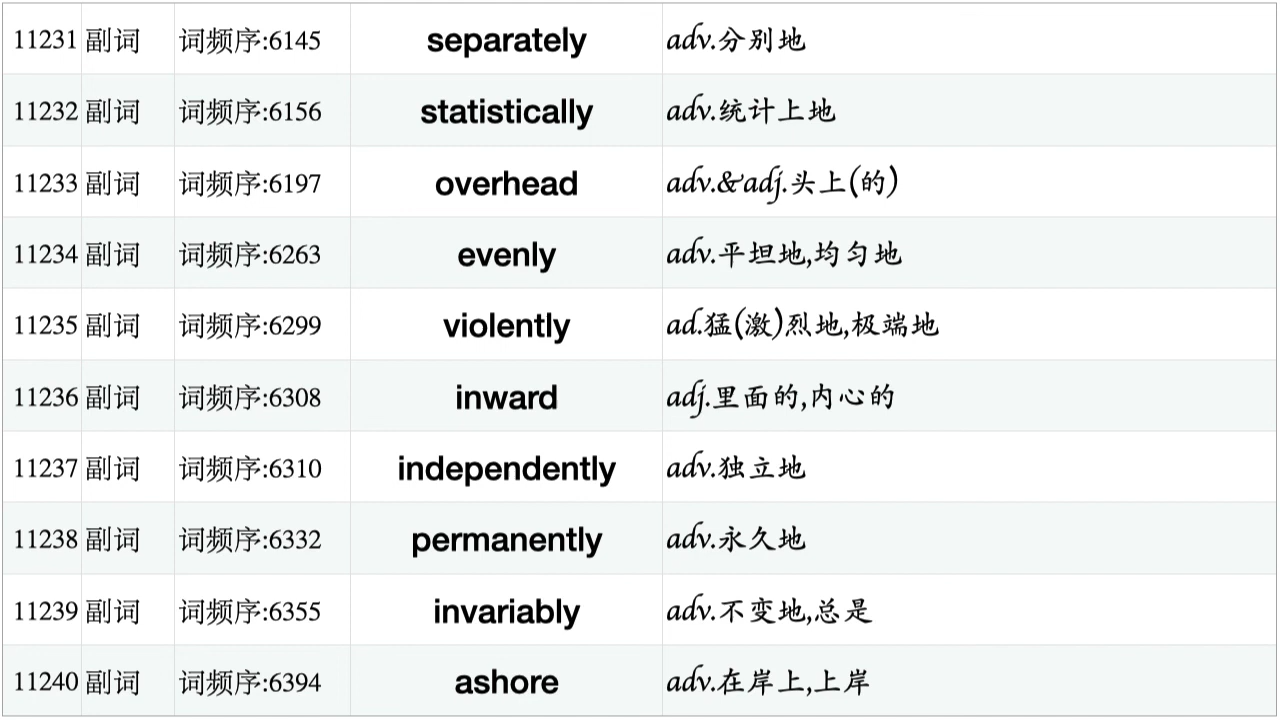 11231 副词 词频序:6145 separately adv.分别地
11232 副词 词频序:6156 statistically adv.统计上地
11233 副词 词频序:6197 overhead adv.&adj.头上(的)
11234 副词 词频序:6263 evenly adv.平坦地,均匀地
11235 副词 词频序:6299 violently ad.猛(激)烈地,极端地
11236 副词 词频序:6308 inward adj.里面的,内心的
11237 副词 词频序:6310 independently adv.独立地
11238 副词 词频序:6332 permanently adv.永久地
11239 副词 词频序:6355 invariably adv.不变地,总是
11240 副词 词频序:6394 ashore adv.在岸上,上岸